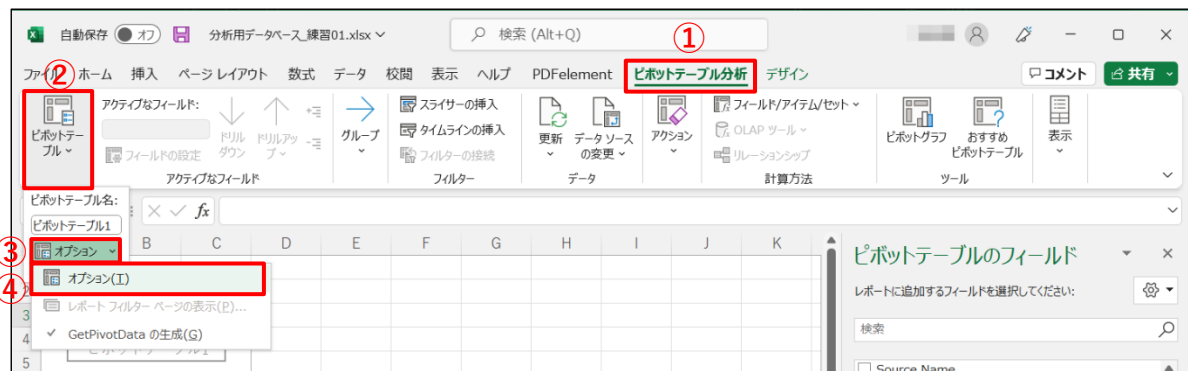 自動保存 オフ 分析用データベース_練習01.xlsx 検索 (Alt+Q)
①
ファイル ホーム 挿入 ページ レイアウト 数式 データ 校閲 表示 ヘルプ PDFelement ピボットテーブル分析 デザイン コメント 共有
②
ピボットテー
ブル
アクティブなフィールド:
フィールドの設定
ドリル
ダウン
ドリルアッ
プ
アクティブなフィールド
グループ
スライサーの挿入
タイムラインの挿入
フィルターの接続
フィルター
更新
データ ソース
の変更
データ
アクション
フィールド/アイテム/セット
OLAP ツール
リレーションシップ
計算方法
ピボットグラフ
おすすめ
ピボットテーブル
ツール
表示
ピボットテーブル名:
ピボットテーブル1
fx
③
オプション
B C D E F G H I J K
④
オプション(T)
レポート フィルター ページの表示(P)...
GetPivotData の生成(G)
3
4
5
ピボットテーブル1
ピボットテーブルのフィールド
レポートに追加するフィールドを選択してください:
検索
Source Name